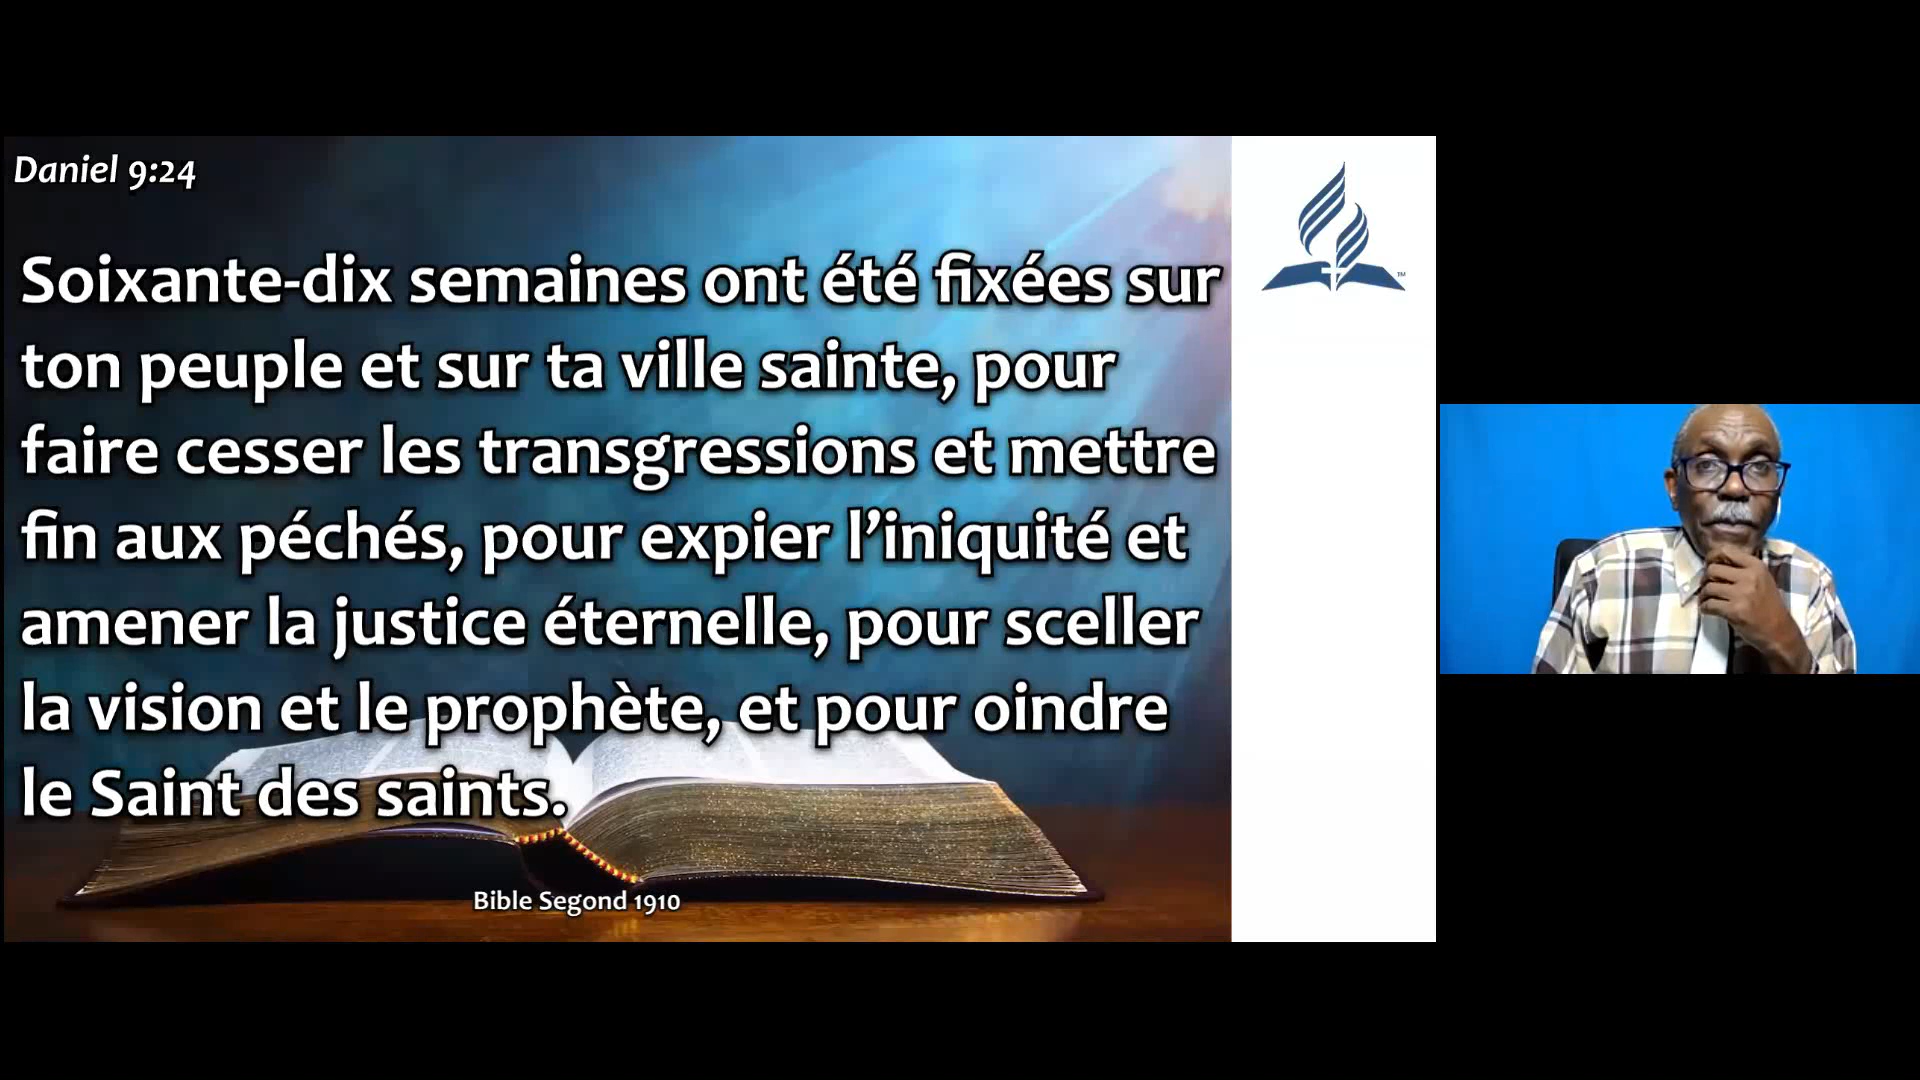 Daniel 9:24
Soixante-dix semaines ont été fixées sur
ton peuple et sur ta ville sainte, pour
faire cesser les transgressions et mettre
fin aux péchés, pour expier l’iniquité et
amener la justice éternelle, pour sceller
la vision et le prophète, et pour oindre
le Saint des saints.
Bible Segond 1910
TM